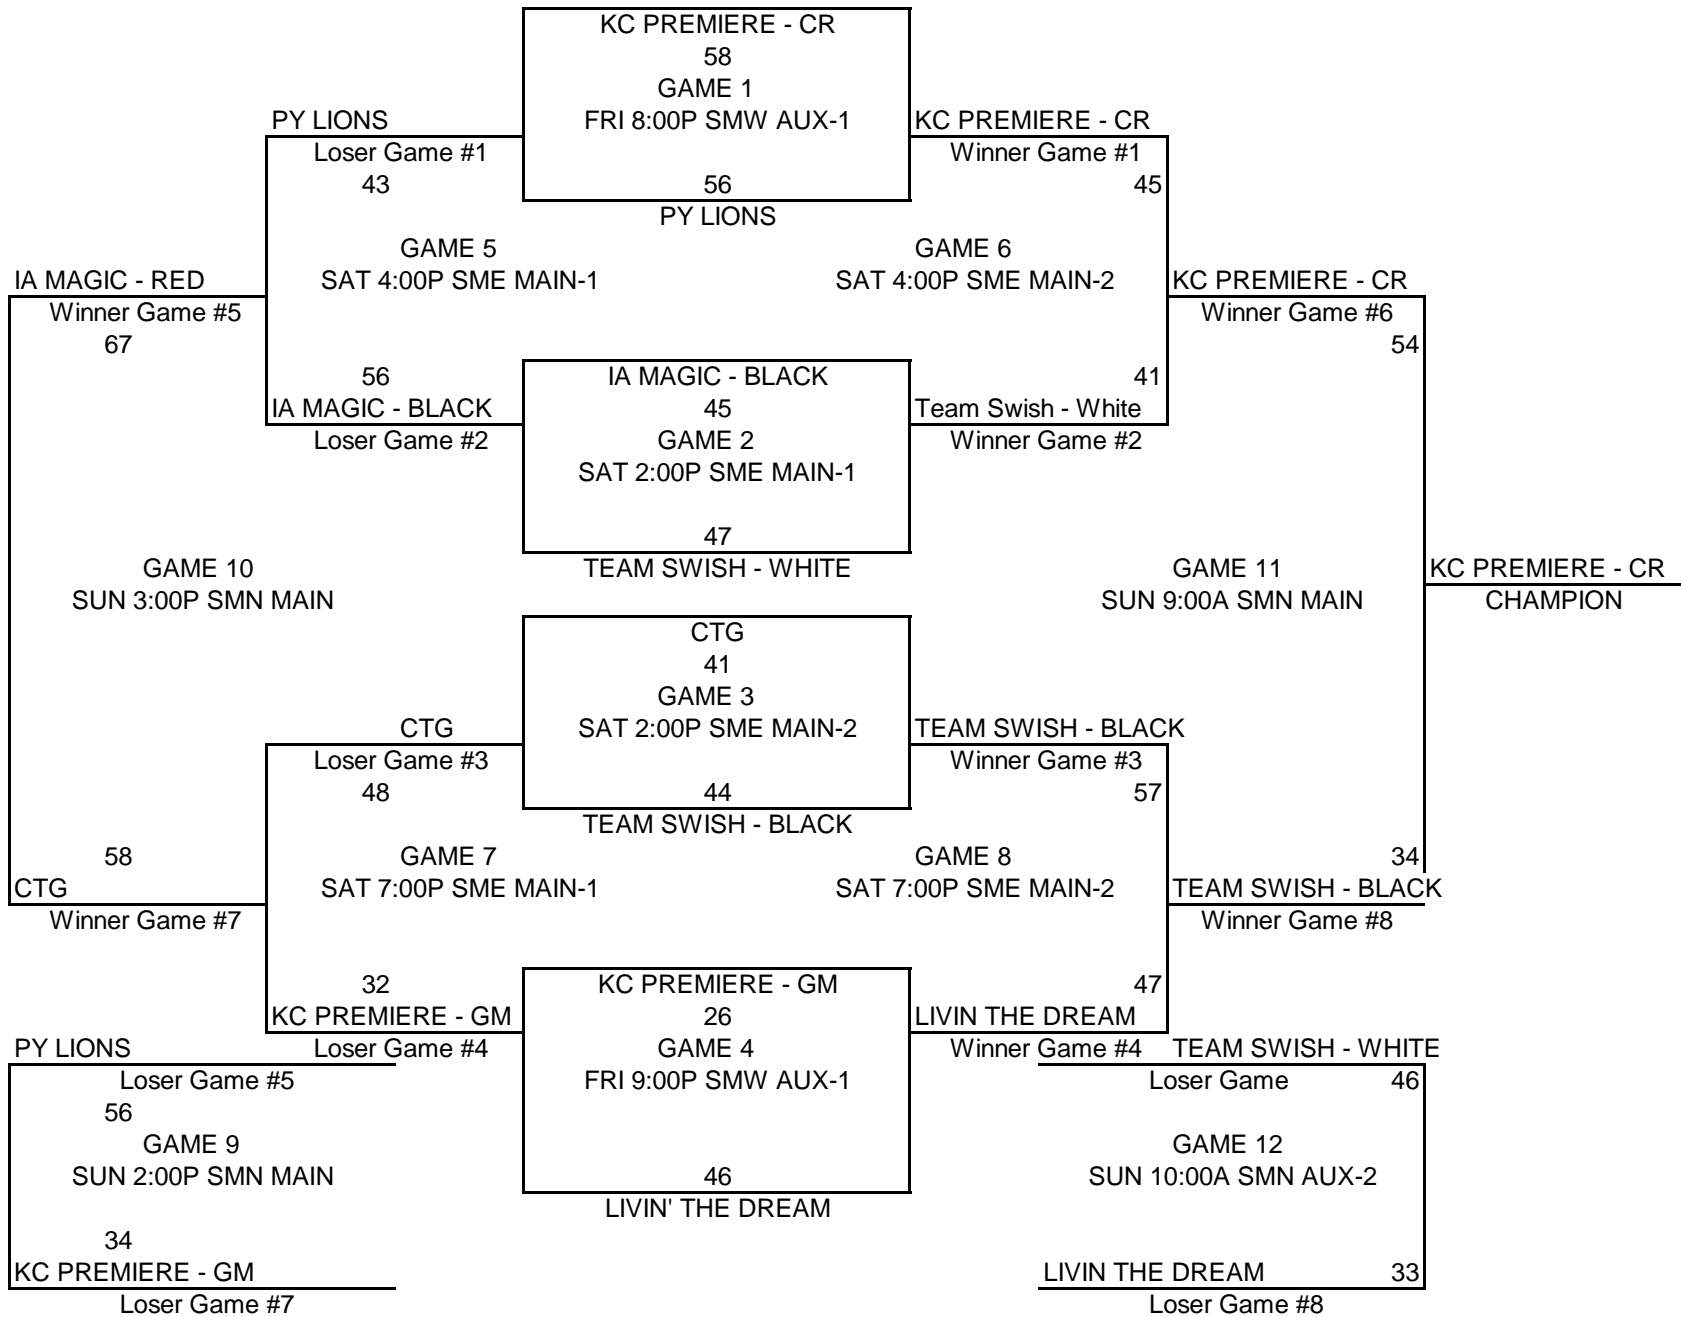 KC PREMIERE - CR
58
GAME 1
PY LIONS
FRI 8:00P SMW AUX-1
KC PREMIERE - CR
Loser Game #1
Winner Game #1
43
56
45
PY LIONS
GAME 5
GAME 6
IA MAGIC - RED
SAT 4:00P SME MAIN-1
SAT 4:00P SME MAIN-2
KC PREMIERE - CR
Winner Game #5
Winner Game #6
67
54
56
IA MAGIC - BLACK
41
IA MAGIC - BLACK
45
Team Swish - White
Loser Game #2
GAME 2
Winner Game #2
SAT 2:00P SME MAIN-1
47
GAME 10
TEAM SWISH - WHITE
GAME 11
KC PREMIERE - CR
SUN 3:00P SMN MAIN
SUN 9:00A SMN MAIN
CHAMPION
CTG
41
GAME 3
CTG
SAT 2:00P SME MAIN-2
TEAM SWISH - BLACK
Loser Game #3
Winner Game #3
48
44
57
TEAM SWISH - BLACK
58
GAME 7
GAME 8
34
CTG
SAT 7:00P SME MAIN-1
SAT 7:00P SME MAIN-2
TEAM SWISH - BLACK
Winner Game #7
Winner Game #8
32
KC PREMIERE - GM
47
KC PREMIERE - GM
26
LIVIN THE DREAM
PY LIONS
Loser Game #4
GAME 4
Winner Game #4
TEAM SWISH - WHITE
Loser Game #5
FRI 9:00P SMW AUX-1
Loser Game
46
56
GAME 9
GAME 12
SUN 2:00P SMN MAIN
46
SUN 10:00A SMN AUX-2
LIVIN' THE DREAM
34
KC PREMIERE - GM
LIVIN THE DREAM
33
Loser Game #7
Loser Game #8